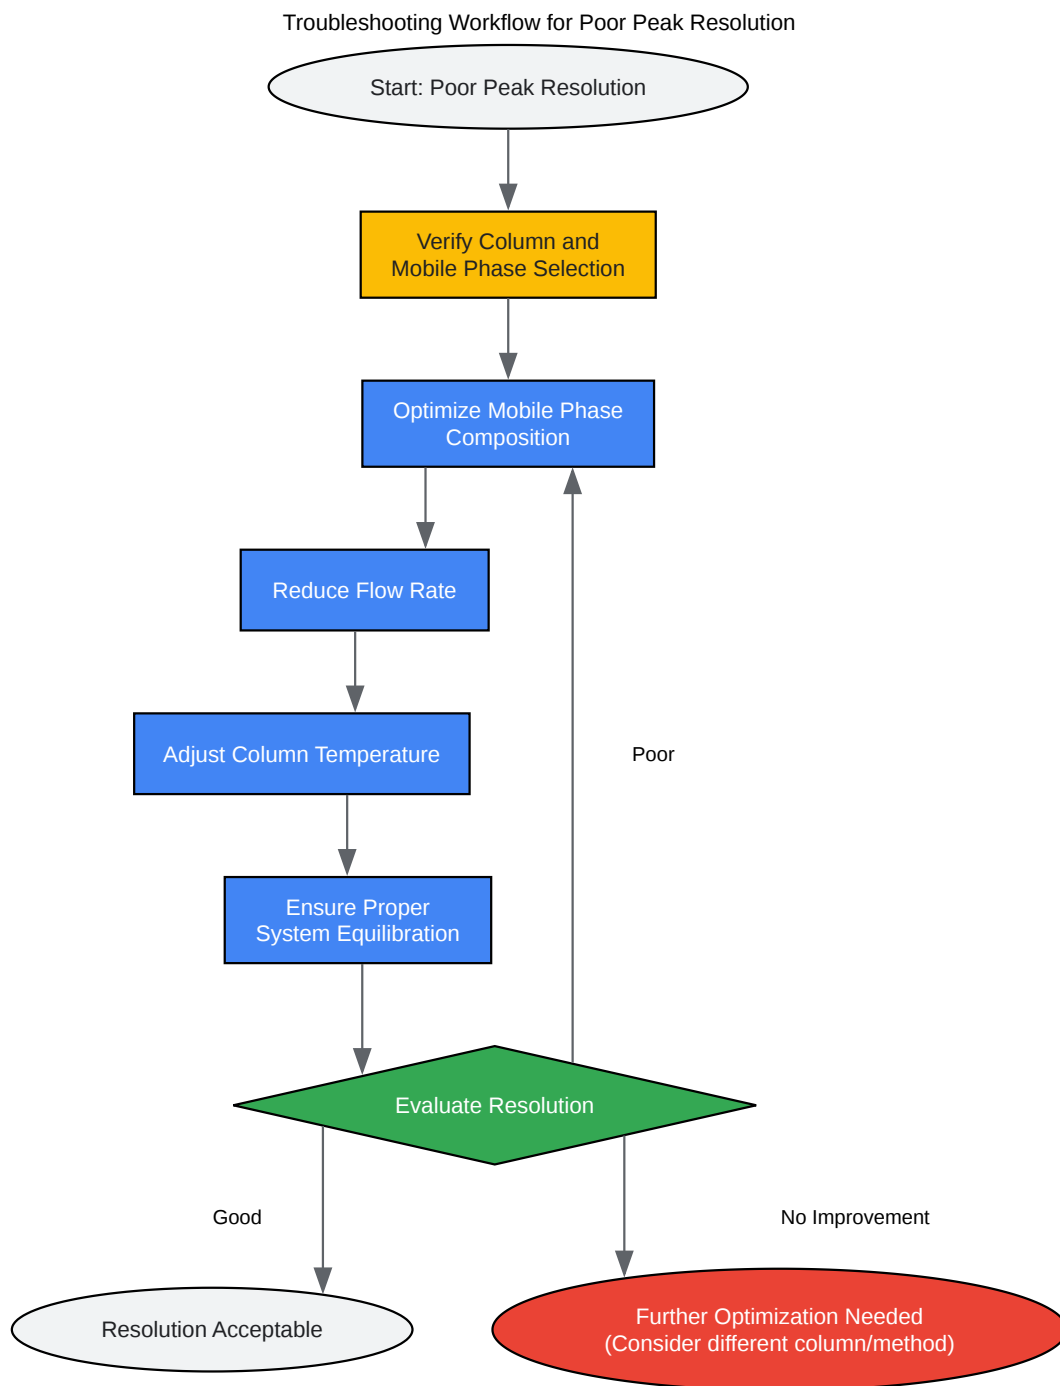 Troubleshooting Workflow for Poor Peak Resolution
Start: Poor Peak Resolution
Verify Column and
Mobile Phase Selection
Optimize Mobile Phase
Composition
Reduce Flow Rate
Adjust Column Temperature
Poor
Ensure Proper
System Equilibration
Evaluate Resolution
Good
No Improvement
Resolution Acceptable
Further Optimization Needed
(Consider different column/method)